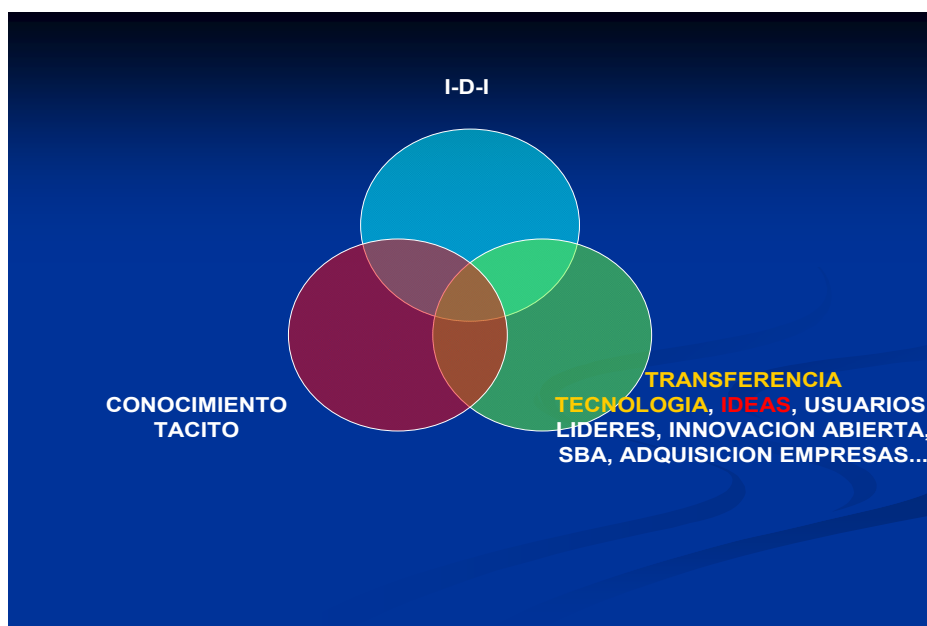 I-D-I
CONOCIMIENTO
TACITO
TRANSFERENCIA
TECNOLOGIA, IDEAS, USUARIOS
LIDERES, INNOVACION ABIERTA,
SBA, ADQUISICION EMPRESAS...